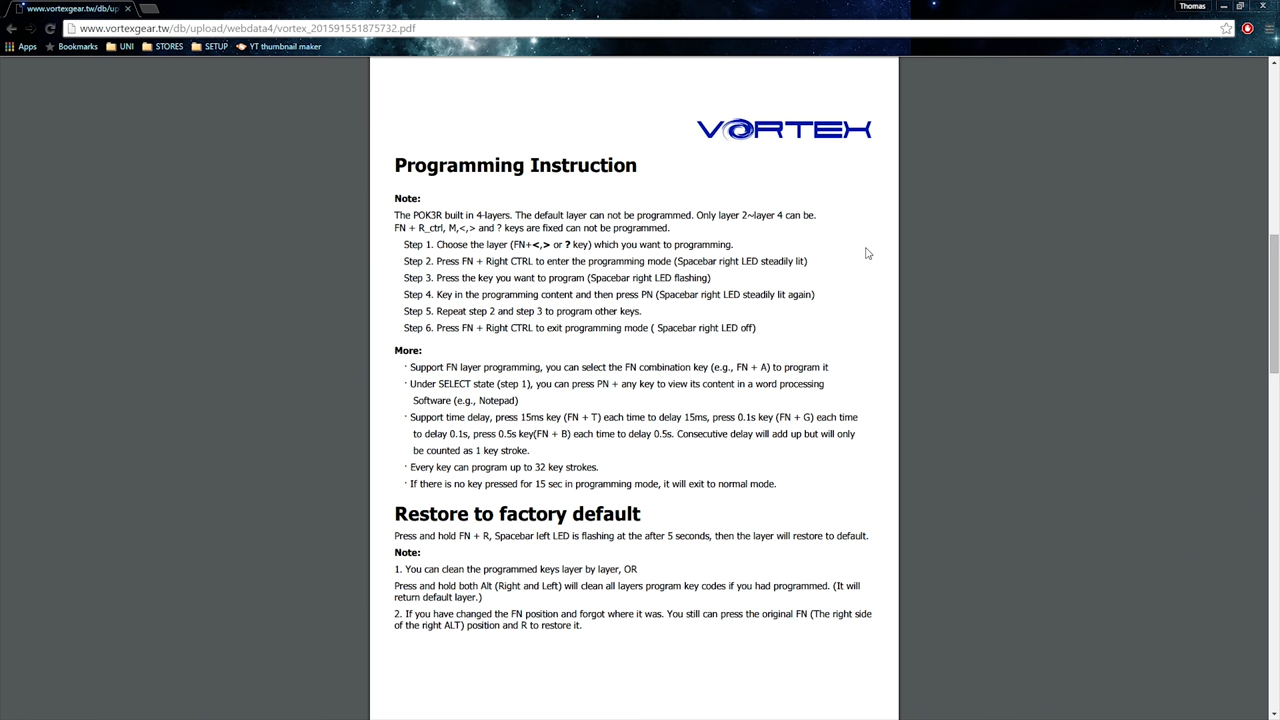 www.vortexgear.tw/db/up
Thomas
www.vortexgear.tw/db/upload/webdata4/vortex_201591551875732.pdf
Apps Bookmarks UNI STORES SETUP YT thumbnail maker
VORTEX
Programming Instruction
Note:
The POK3R built in 4-layers. The default layer can not be programmed. Only layer 2~layer 4 can be.
FN + R_ctrl, M,<,> and ? keys are fixed can not be programmed.
Step 1. Choose the layer (FN+<,> or ? key) which you want to programming.
Step 2. Press FN + Right CTRL to enter the programming mode (Spacebar right LED steadily lit)
Step 3. Press the key you want to program (Spacebar right LED flashing)
Step 4. Key in the programming content and then press PN (Spacebar right LED steadily lit again)
Step 5. Repeat step 2 and step 3 to program other keys.
Step 6. Press FN + Right CTRL to exit programming mode ( Spacebar right LED off)
More:
· Support FN layer programming, you can select the FN combination key (e.g., FN + A) to program it
· Under SELECT state (step 1), you can press PN + any key to view its content in a word processing
Software (e.g., Notepad)
· Support time delay, press 15ms key (FN + T) each time to delay 15ms, press 0.1s key (FN + G) each time
to delay 0.1s, press 0.5s key(FN + B) each time to delay 0.5s. Consecutive delay will add up but will only
be counted as 1 key stroke.
· Every key can program up to 32 key strokes.
· If there is no key pressed for 15 sec in programming mode, it will exit to normal mode.
Restore to factory default
Press and hold FN + R, Spacebar left LED is flashing at the after 5 seconds, then the layer will restore to default.
Note:
1. You can clean the programmed keys layer by layer, OR
Press and hold both Alt (Right and Left) will clean all layers program key codes if you had programmed. (It will
return default layer.)
2. If you have changed the FN position and forgot where it was. You still can press the original FN (The right side
of the right ALT) position and R to restore it.